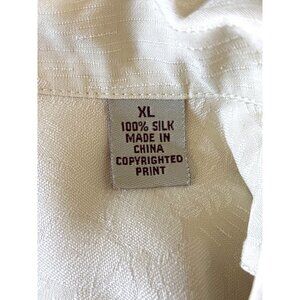 XL
100% SILK
MADE IN
CHINA
COPYRIGHTED
PRINT